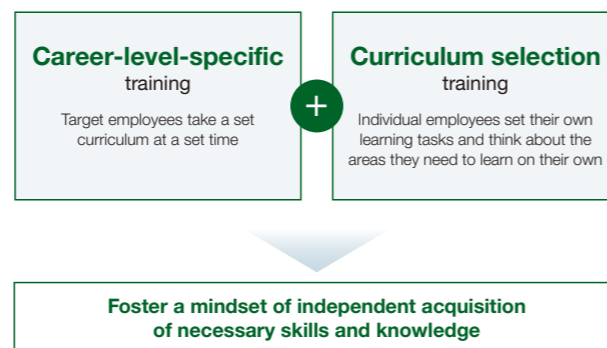 Career-level-specific
training
Target employees take a set
curriculum at a set time
+
Curriculum selection
training
Individual employees set their own
learning tasks and think about the
areas they need to learn on their own
Foster a mindset of independent acquisition
of necessary skills and knowledge